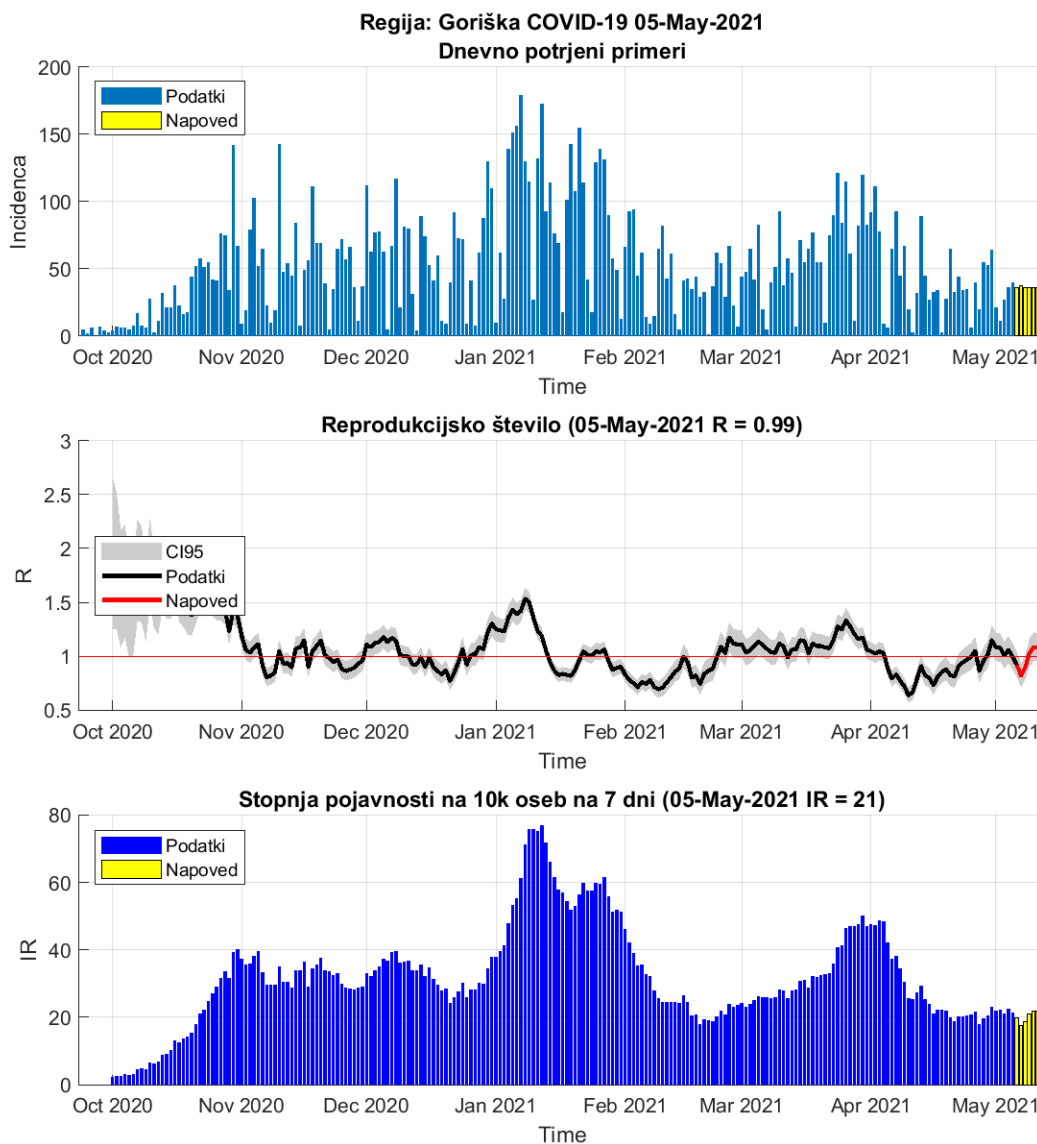 Regija: Goriška COVID-19 05-May-2021
Dnevno potrjeni primeri
200
150
100
50
0
Incidenca
Podatki
Napoved
Oct 2020 Nov 2020 Dec 2020 Jan 2021 Feb 2021 Mar 2021 Apr 2021 May 2021
Time
Reprodukcijsko število (05-May-2021 R = 0.99)
3
2.5
2
1.5
1
0.5
R
CI95
Podatki
Napoved
Oct 2020 Nov 2020 Dec 2020 Jan 2021 Feb 2021 Mar 2021 Apr 2021 May 2021
Time
Stopnja pojavnosti na 10k oseb na 7 dni (05-May-2021 IR = 21)
80
60
40
20
0
IR
Podatki
Napoved
Oct 2020 Nov 2020 Dec 2020 Jan 2021 Feb 2021 Mar 2021 Apr 2021 May 2021
Time